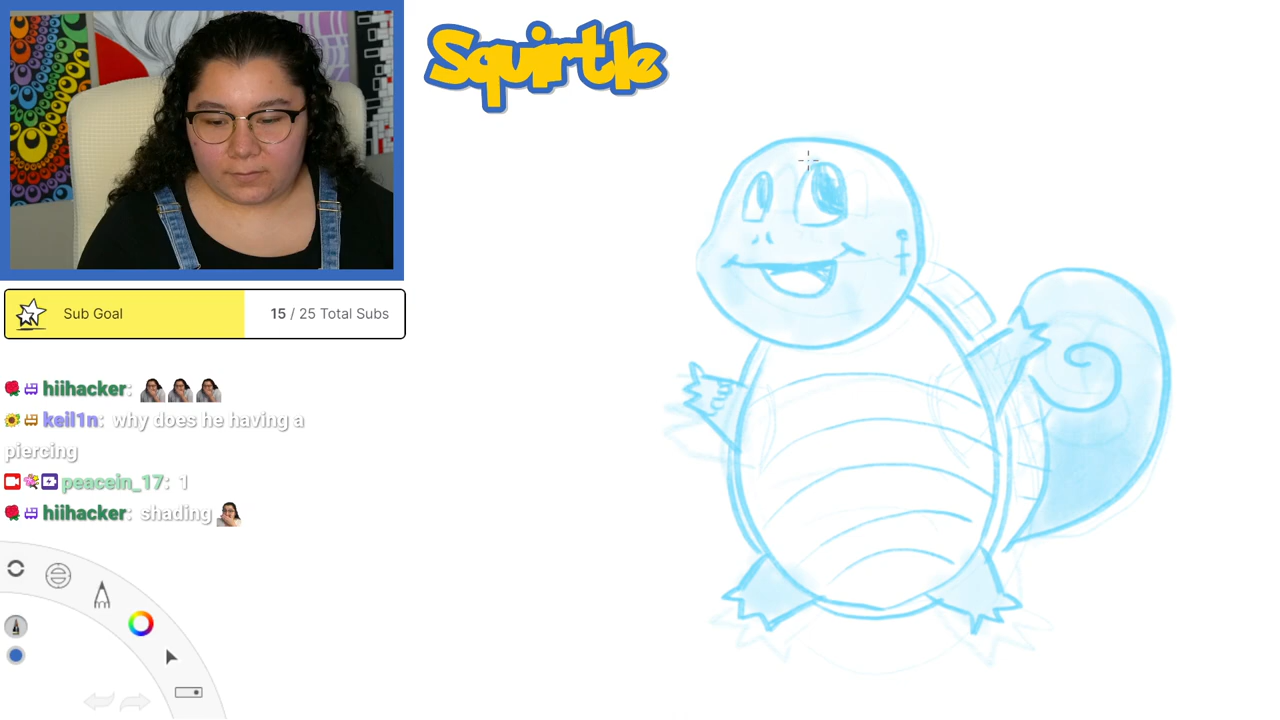 Squirtle
Sub Goal 15 / 25 Total Subs
hiihacker:
keil1n: why does he having a
piercing
peacein_17: 1
hiihacker: shading